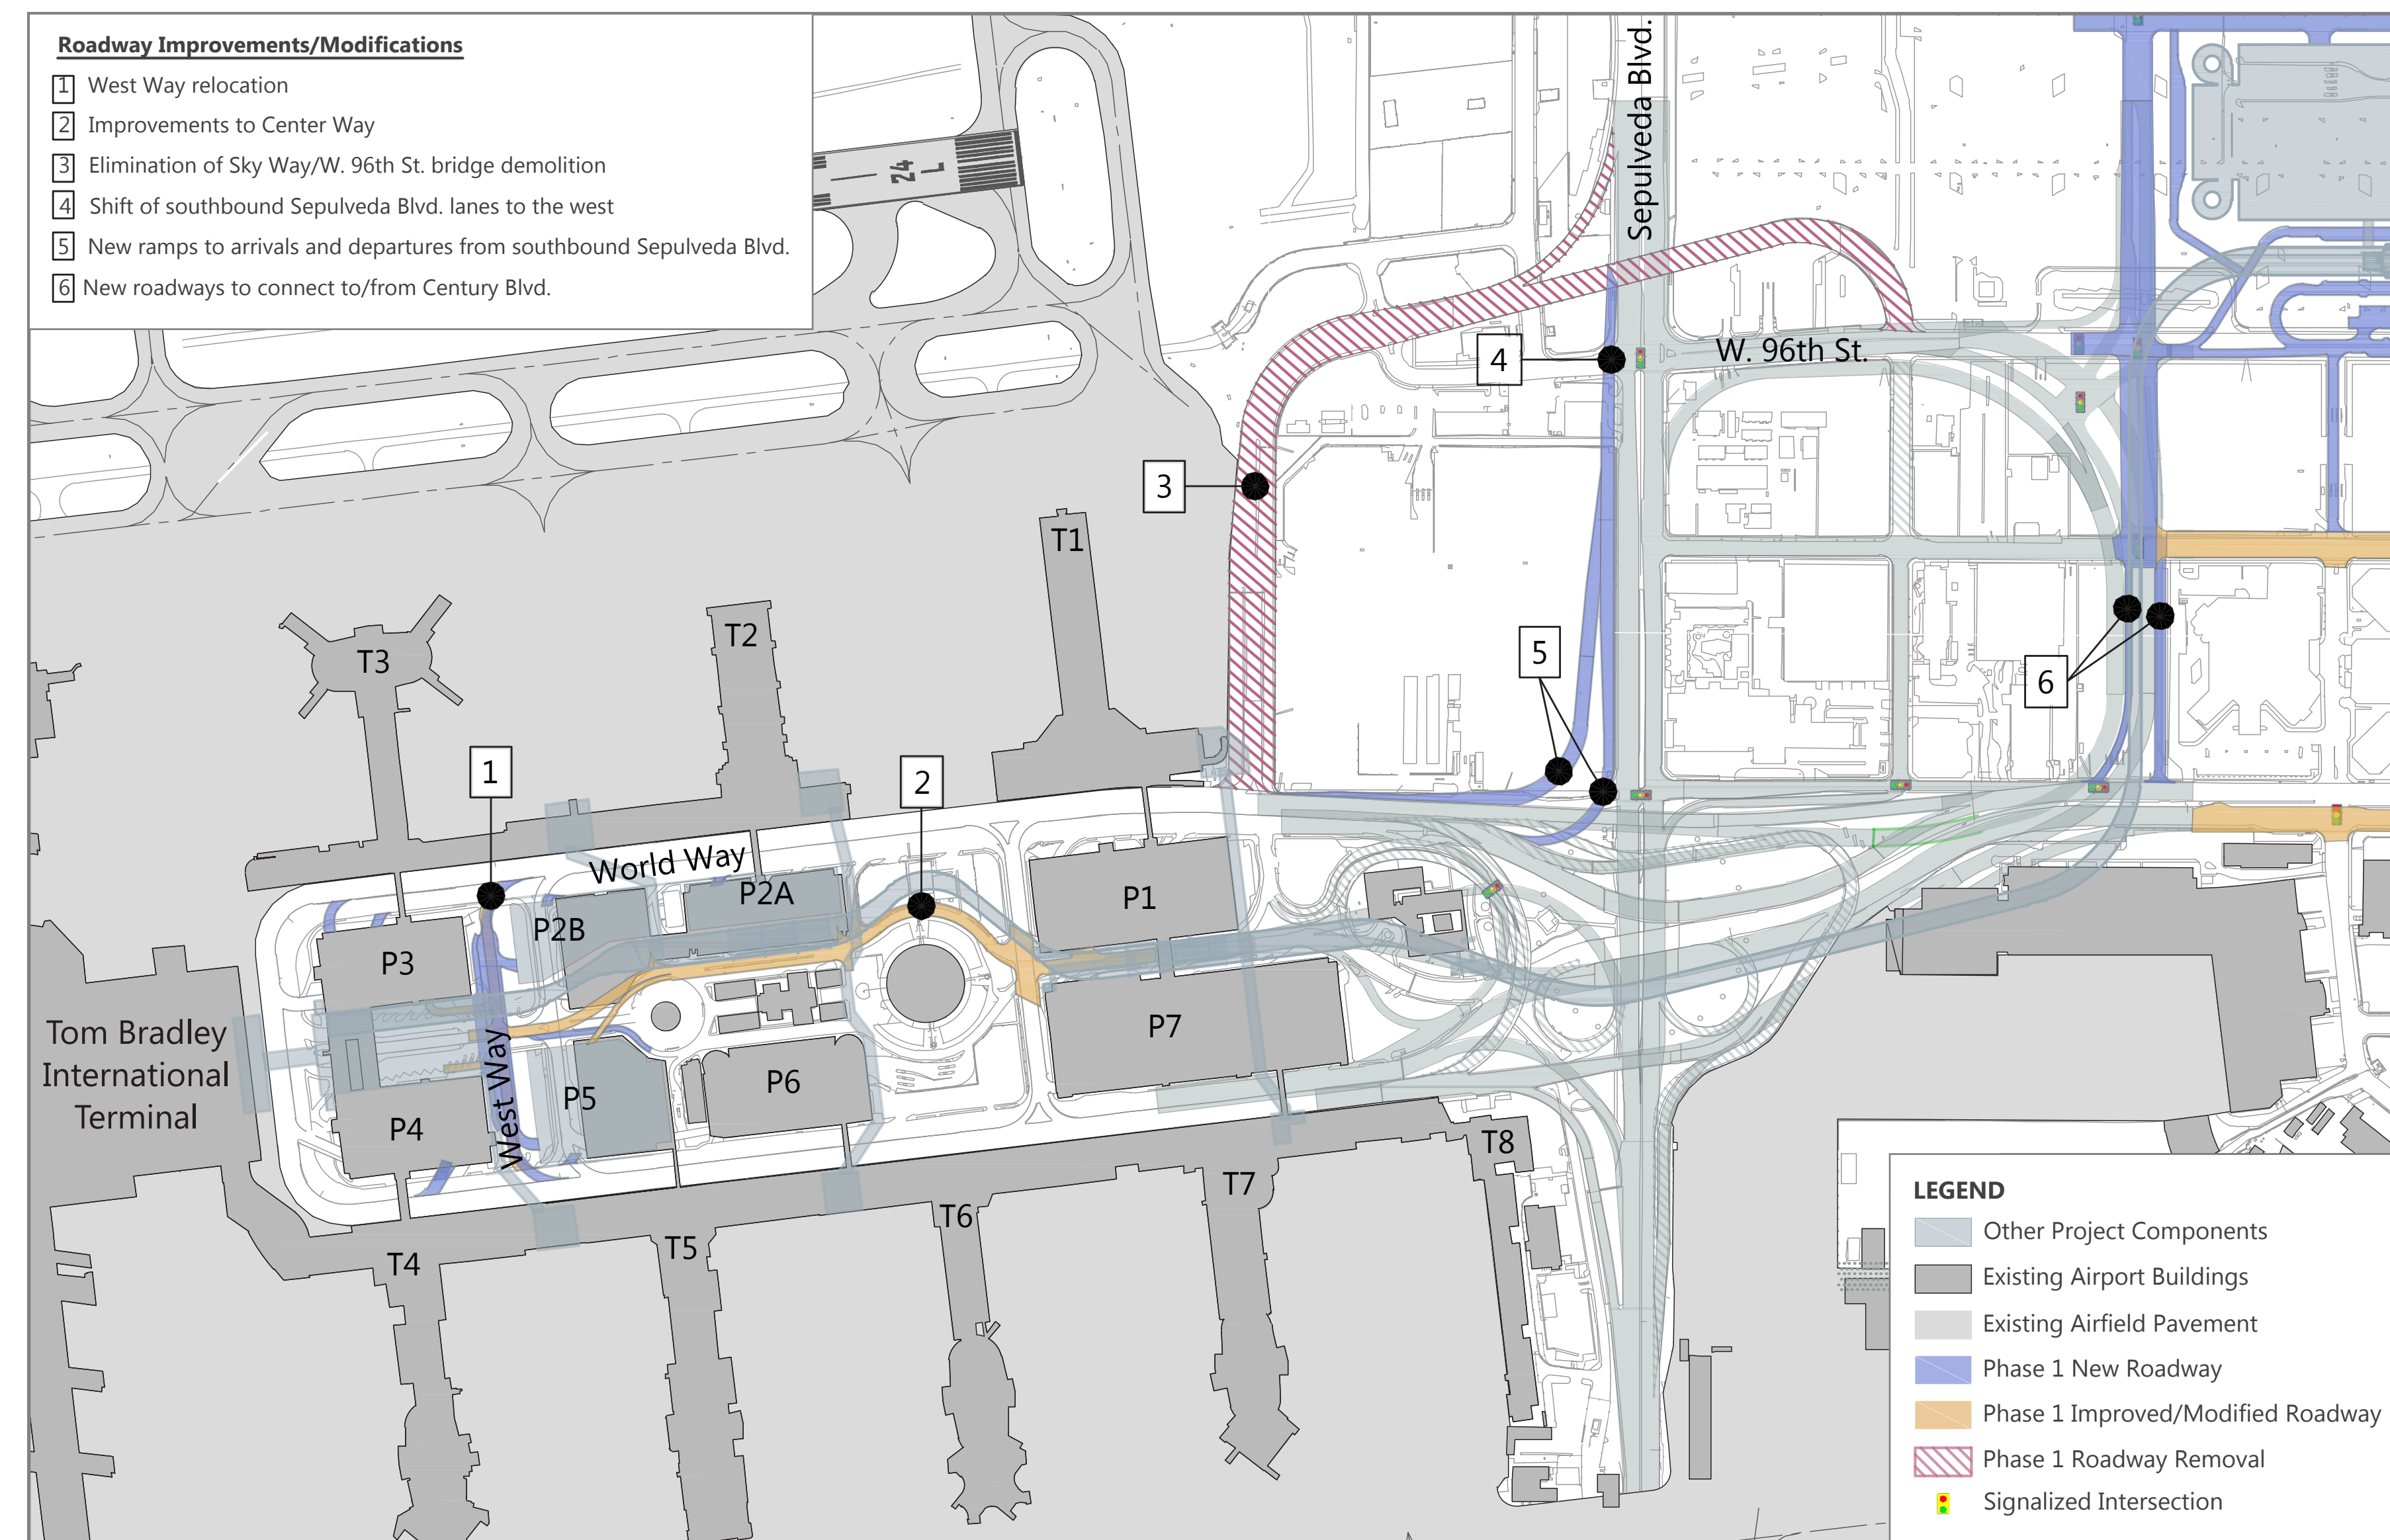 Roadway Improvements/Modifications
1 West Way relocation
2 Improvements to Center Way
3 Elimination of Sky Way/W. 96th St. bridge demolition
4 Shift of southbound Sepulveda Blvd. lanes to the west
5 New ramps to arrivals and departures from southbound Sepulveda Blvd.
6 New roadways to connect to/from Century Blvd.
24
L
Sepulveda Blvd.
4
W. 96th St.
3
T1
T2
T3
5
6
1
2
World Way
P2A
P1
P2B
P3
P7
Tom Bradley
International
Terminal
West Way
P5
P6
P4
T8
T7
T6
T5
T4
LEGEND
Other Project Components
Existing Airport Buildings
Existing Airfield Pavement
Phase 1 New Roadway
Phase 1 Improved/Modified Roadway
Phase 1 Roadway Removal
Signalized Intersection